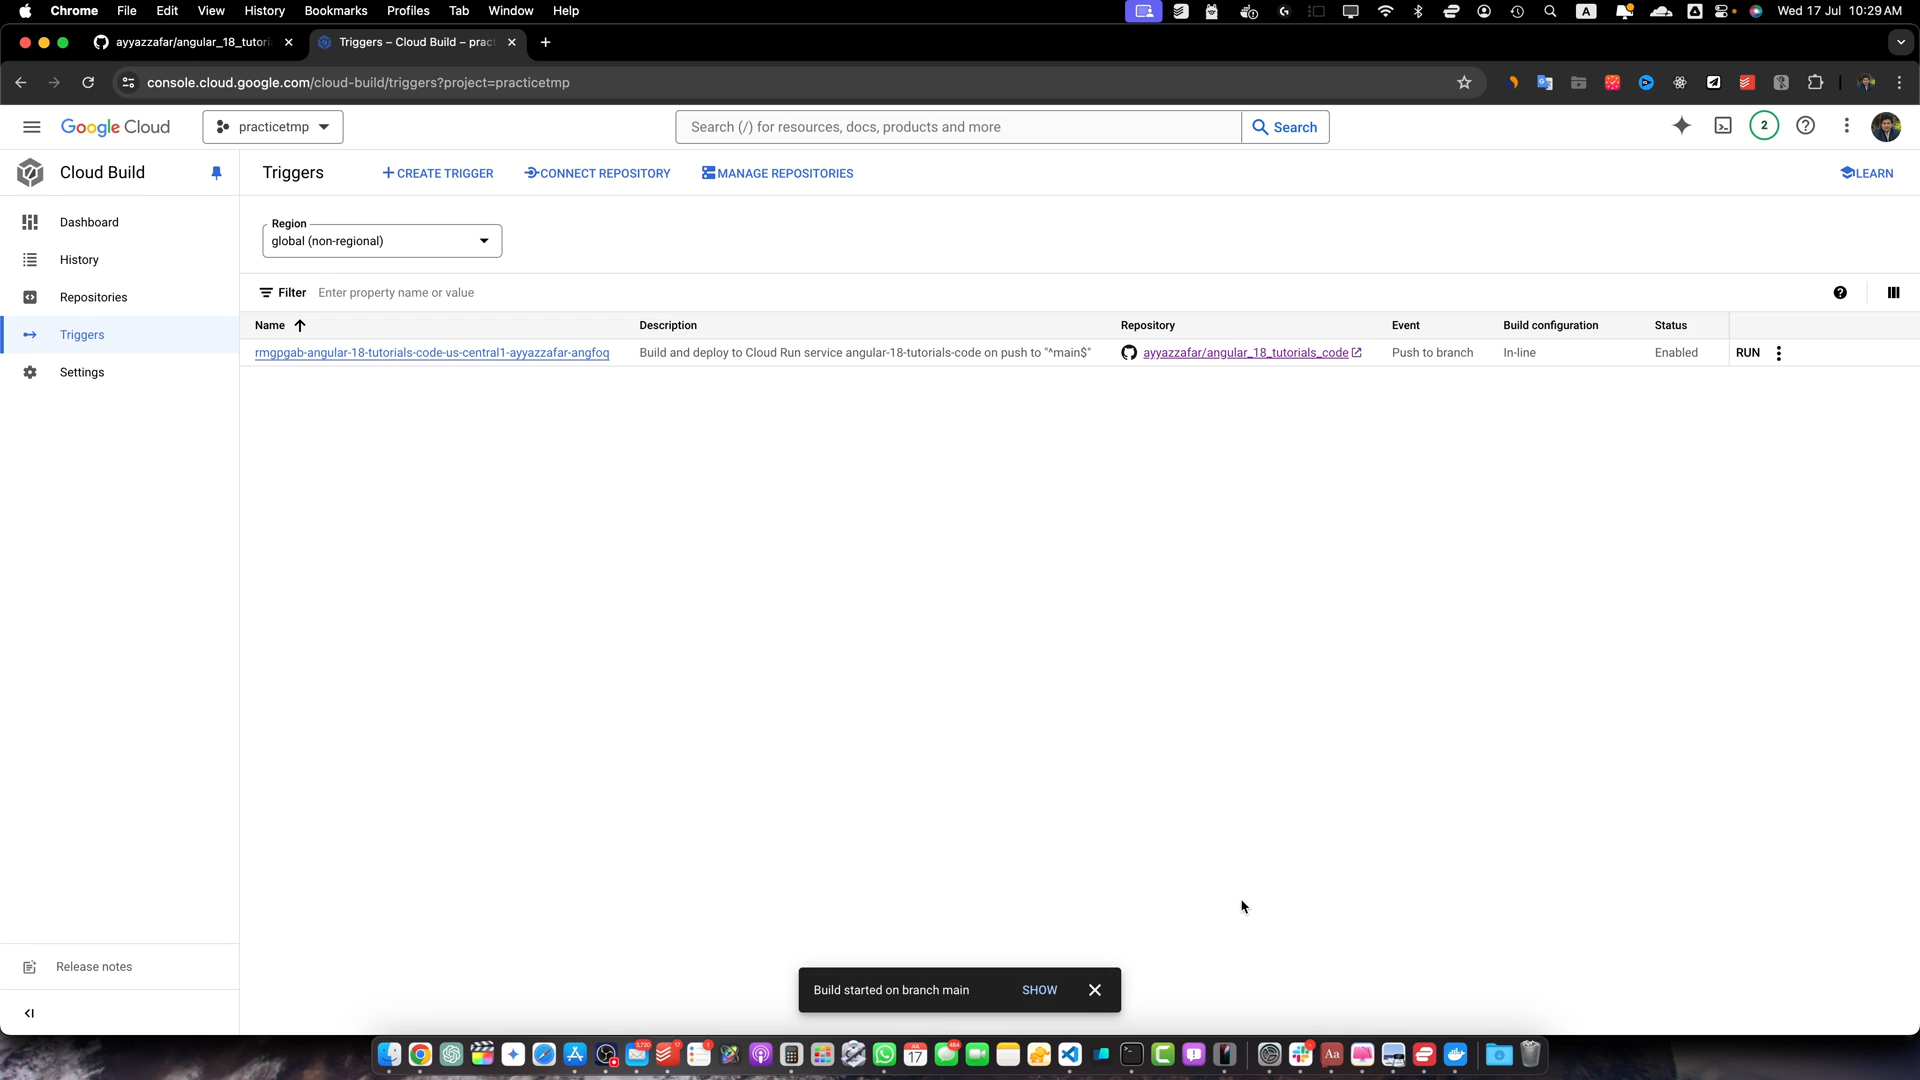 Chrome File Edit View History Bookmarks Profiles Tab Window Help Wed 17 Jul 10:29 AM
ayyazzafar/angular_18_tutori Triggers – Cloud Build – pract
console.cloud.google.com/cloud-build/triggers?project=practicetmp
Google Cloud practicetmp Search (/) for resources, docs, products and more Search 2
Cloud Build Triggers CREATE TRIGGER CONNECT REPOSITORY MANAGE REPOSITORIES LEARN
Dashboard
Region
global (non-regional)
History
Repositories
Filter Enter property name or value
Triggers
Name Description Repository Event Build configuration Status
rmgpgab-angular-18-tutorials-code-us-central1-ayyazzafar-angfoq Build and deploy to Cloud Run service angular-18-tutorials-code on push to "^main$" ayyazzafar/angular_18_tutorials_code Push to branch In-line Enabled RUN
Settings
Release notes
Build started on branch main SHOW